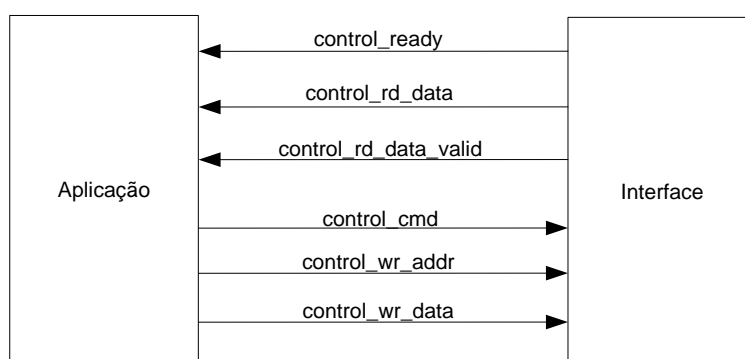 control_ready
control_rd_data
control_rd_data_valid
Aplicação
Interface
control_cmd
control_wr_addr
control_wr_data